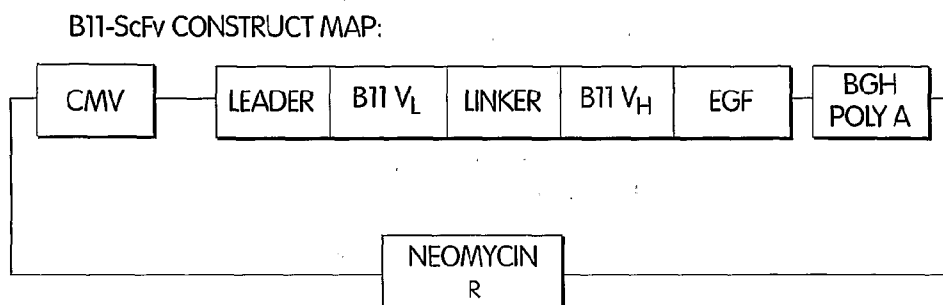 B11-ScFv CONSTRUCT MAP:
CMV
LEADER
B11 VL
LINKER
B11 VH
EGF
BGH
POLY A
NEOMYCIN
R